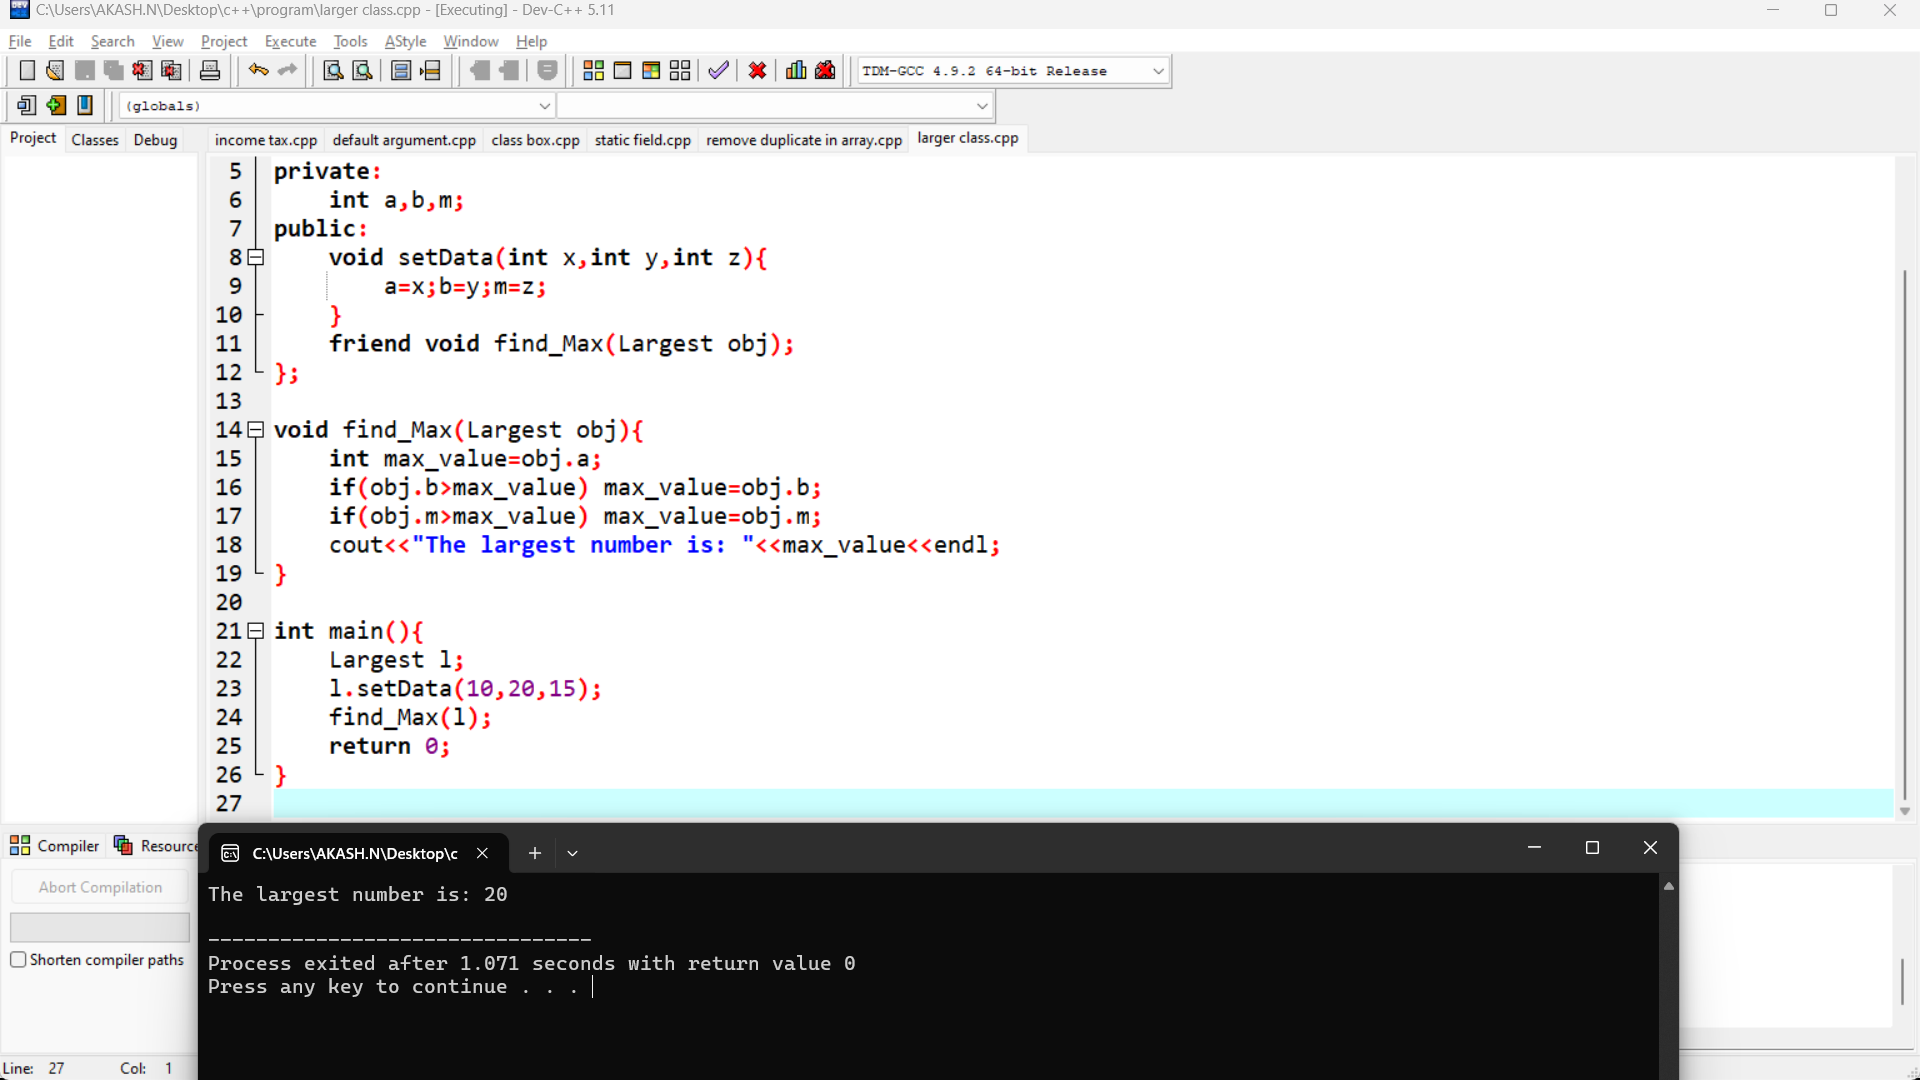 C:\Users\AKASH.N\Desktop\c++\program\larger class.cpp - [Executing] - Dev-C++ 5.11
File Edit Search View Project Execute Tools AStyle Window Help
TDM-GCC 4.9.2 64-bit Release
(globals)
Project Classes Debug
income tax.cpp default argument.cpp class box.cpp static field.cpp remove duplicate in array.cpp larger class.cpp
5 private:
6 int a,b,m;
7 public:
8 void setData(int x,int y,int z){
9 a=x;b=y;m=z;
10 }
11 friend void find_Max(Largest obj);
12 };
13
14 void find_Max(Largest obj){
15 int max_value=obj.a;
16 if(obj.b>max_value) max_value=obj.b;
17 if(obj.m>max_value) max_value=obj.m;
18 cout<<"The largest number is: "<<max_value<<endl;
19 }
20
21 int main(){
22 Largest l;
23 l.setData(10,20,15);
24 find_Max(l);
25 return 0;
26 }
27
Compiler Resource
Abort Compilation
Shorten compiler paths
C:\Users\AKASH.N\Desktop\c
The largest number is: 20
--------------------------------
Process exited after 1.071 seconds with return value 0
Press any key to continue . . .
Line: 27 Col: 1